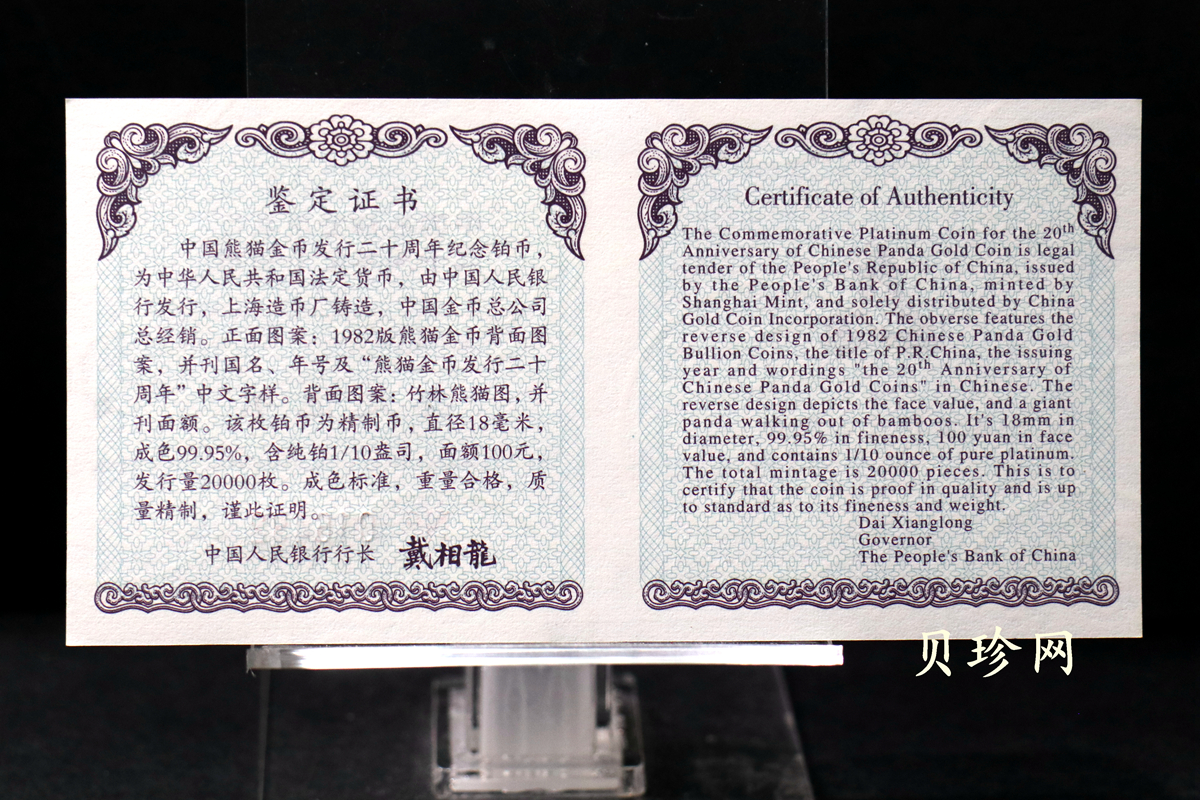 鉴定证书
中国熊猫金币发行二十周年纪念铂币，
为中华人民共和国法定货币，由中国人民银
行发行，上海造币厂铸造，中国金币总公司
总经销。正面图案：1982版熊猫金币背面图
案，并刊国名、年号及“熊猫金币发行二十
周年”中文字样。背面图案：竹林熊猫图，并
刊面额。该枚铂币为精制币，直径18毫米，
成色99.95%，含纯铂1/10盎司，面额100元，
发行量20000枚。成色标准，重量合格，质
量精制，谨此证明。
中国人民银行行长 戴相龍
Certificate of Authenticity
The Commemorative Platinum Coin for the 20th
Anniversary of Chinese Panda Gold Coin is legal
tender of the People's Republic of China, issued
by the People's Bank of China, minted by
Shanghai Mint, and solely distributed by China
Gold Coin Incorporation. The obverse features the
reverse design of 1982 Chinese Panda Gold
Bullion Coins, the title of P.R.China, the issuing
year and wordings "the 20th Anniversary of
Chinese Panda Gold Coins" in Chinese. The
reverse design depicts the face value, and a giant
panda walking out of bamboos. It's 18mm in
diameter, 99.95% in fineness, 100 yuan in face
value, and contains 1/10 ounce of pure platinum.
The total mintage is 20000 pieces. This is to
certify that the coin is proof in quality and is up
to standard as to its fineness and weight.
Dai Xianglong
Governor
The People's Bank of China
贝珍网